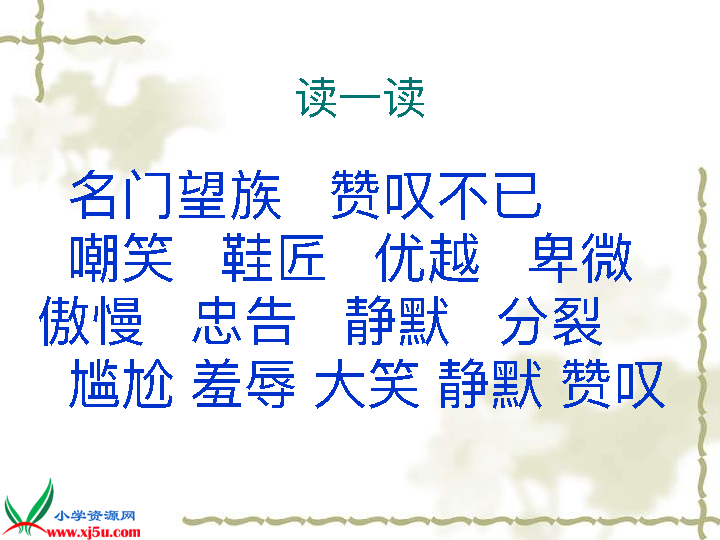 读一读
名门望族 赞叹不已
嘲笑 鞋匠 优越 卑微
傲慢 忠告 静默 分裂
尴尬 羞辱 大笑 静默 赞叹
小学资源网
www.xj5u.com